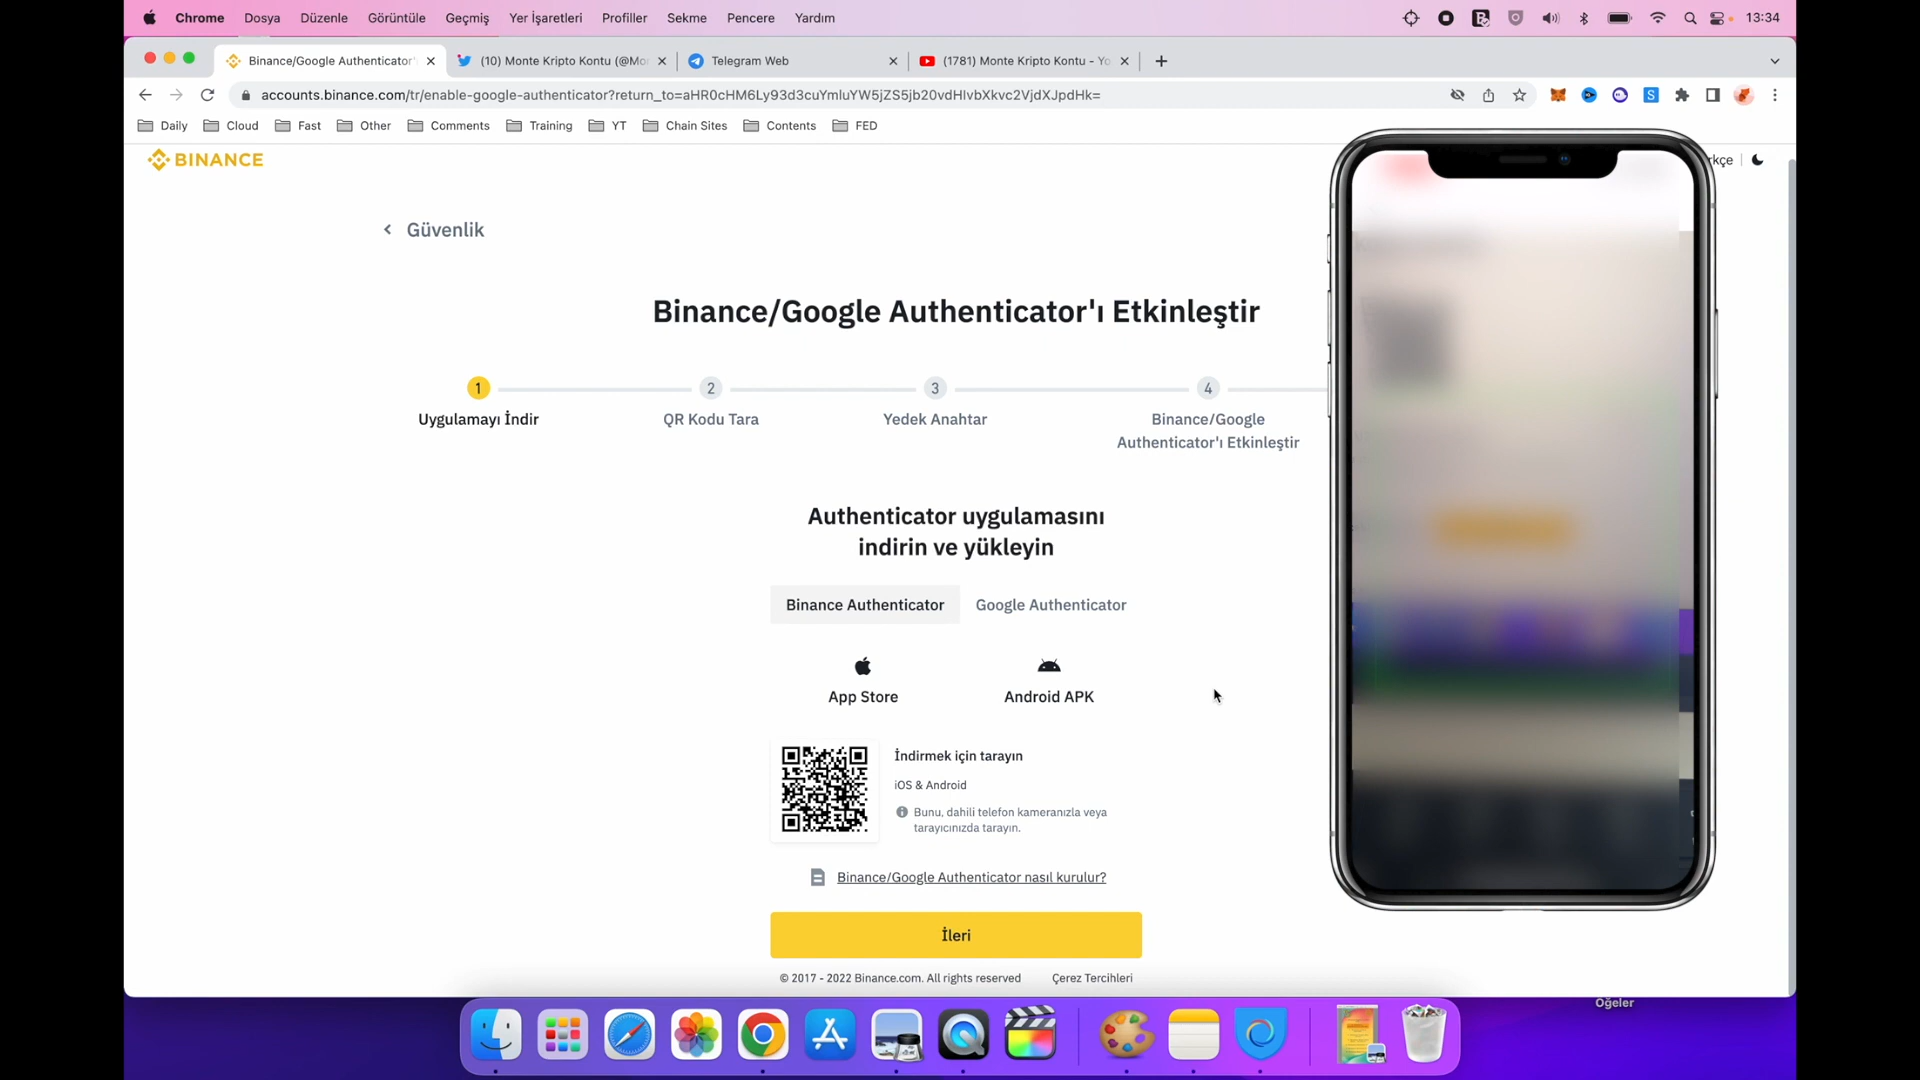 Chrome Dosya Düzenle Görüntüle Geçmiş Yer İşaretleri Profiller Sekme Pencere Yardım 13:34
Binance/Google Authenticator' (10) Monte Kripto Kontu (@Mo Telegram Web (1781) Monte Kripto Kontu - Yo
accounts.binance.com/tr/enable-google-authenticator?return_to=aHR0cHM6Ly93d3cuYmluYW5jZS5jb20vdHIvbXkvc2VjdXJpdHk=
Daily Cloud Fast Other Comments Training YT Chain Sites Contents FED
BINANCE
rkçe
Güvenlik
Binance/Google Authenticator'ı Etkinleştir
1 2 3 4
Uygulamayı İndir QR Kodu Tara Yedek Anahtar Binance/Google
Authenticator'ı Etkinleştir
Authenticator uygulamasını
indirin ve yükleyin
Binance Authenticator Google Authenticator
App Store Android APK
İndirmek için tarayın
iOS & Android
Bunu, dahili telefon kameranızla veya
tarayıcınızda tarayın.
Binance/Google Authenticator nasıl kurulur?
İleri
© 2017 - 2022 Binance.com. All rights reserved Çerez Tercihleri
Öğeler